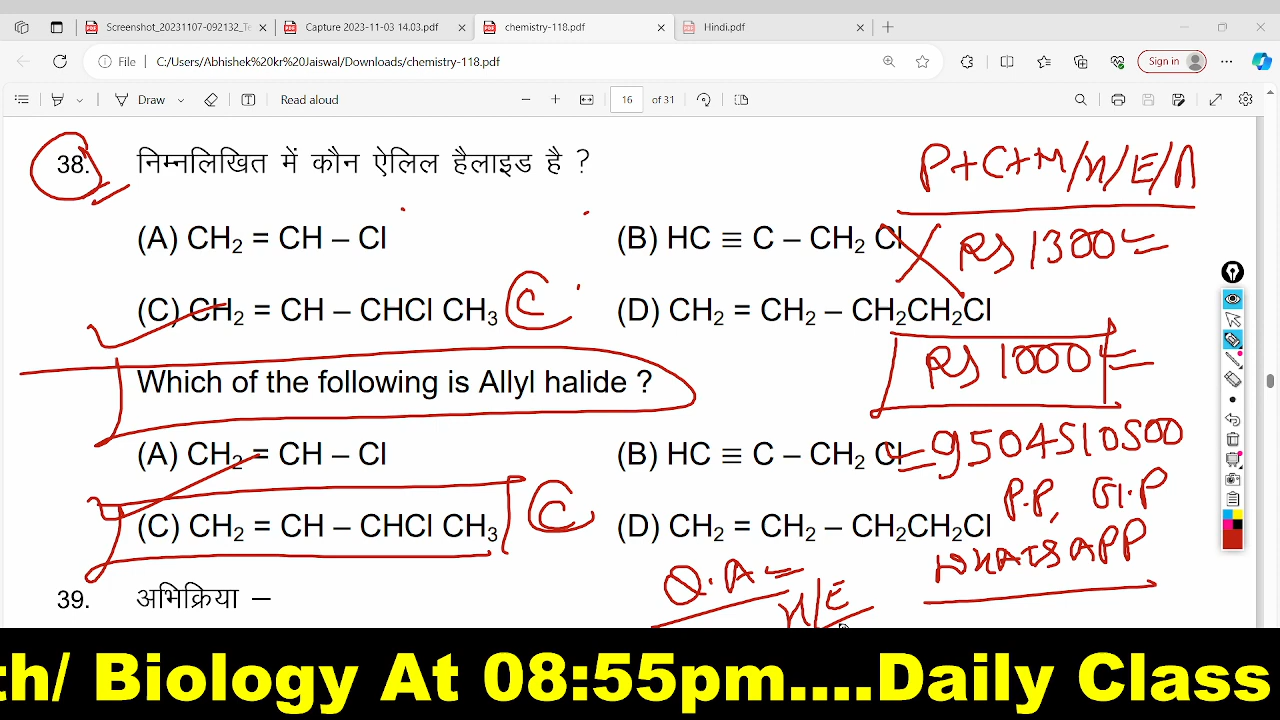 Screenshot_20231107-092132_Te
Capture 2023-11-03 14.03.pdf
chemistry-118.pdf
Hindi.pdf
File
C:/Users/Abhishek%20kr%20Jaiswal/Downloads/chemistry-118.pdf
Sign in
Draw
Read aloud
16 of 31
38. निम्नलिखित में कौन ऐलिल हैलाइड है ?
P+C+M/H/E/A
(A) CH₂ = CH – Cl
(B) HC ≡ C – CH₂ Cl
Rs 1300=
(C) CH₂ = CH – CHCl CH₃ C
(D) CH₂ = CH₂ – CH₂CH₂Cl
Rs 1000=
Which of the following is Allyl halide ?
(A) CH₂ = CH – Cl
(B) HC ≡ C – CH₂ Cl
9504510500
P.P, G.P
(C) CH₂ = CH – CHCl CH₃ C
(D) CH₂ = CH₂ – CH₂CH₂Cl
WHATSAPP
Q.A=
H/E
39. अभिक्रिया –
th/ Biology At 08:55pm....Daily Class